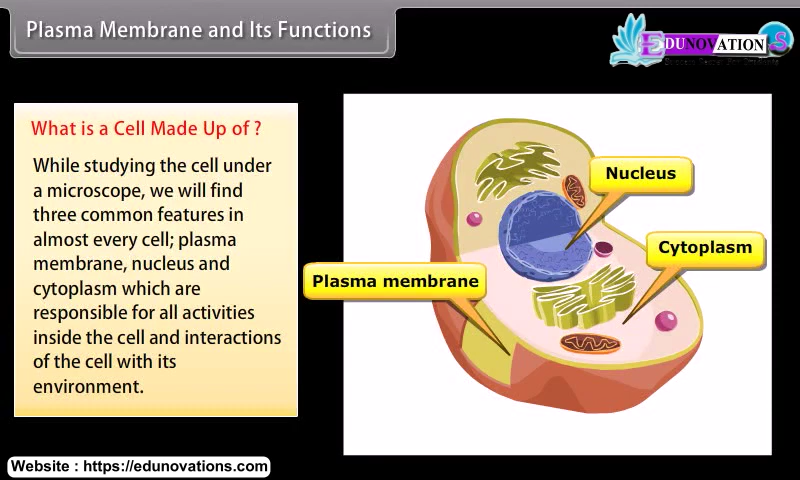 Plasma Membrane and Its Functions
EDUNOVATIONS
What is a Cell Made Up of ?
While studying the cell under
a microscope, we will find
three common features in
almost every cell; plasma
membrane, nucleus and
cytoplasm which are
responsible for all activities
inside the cell and interactions
of the cell with its
environment.
Nucleus
Cytoplasm
Plasma membrane
Website : https://edunovations.com